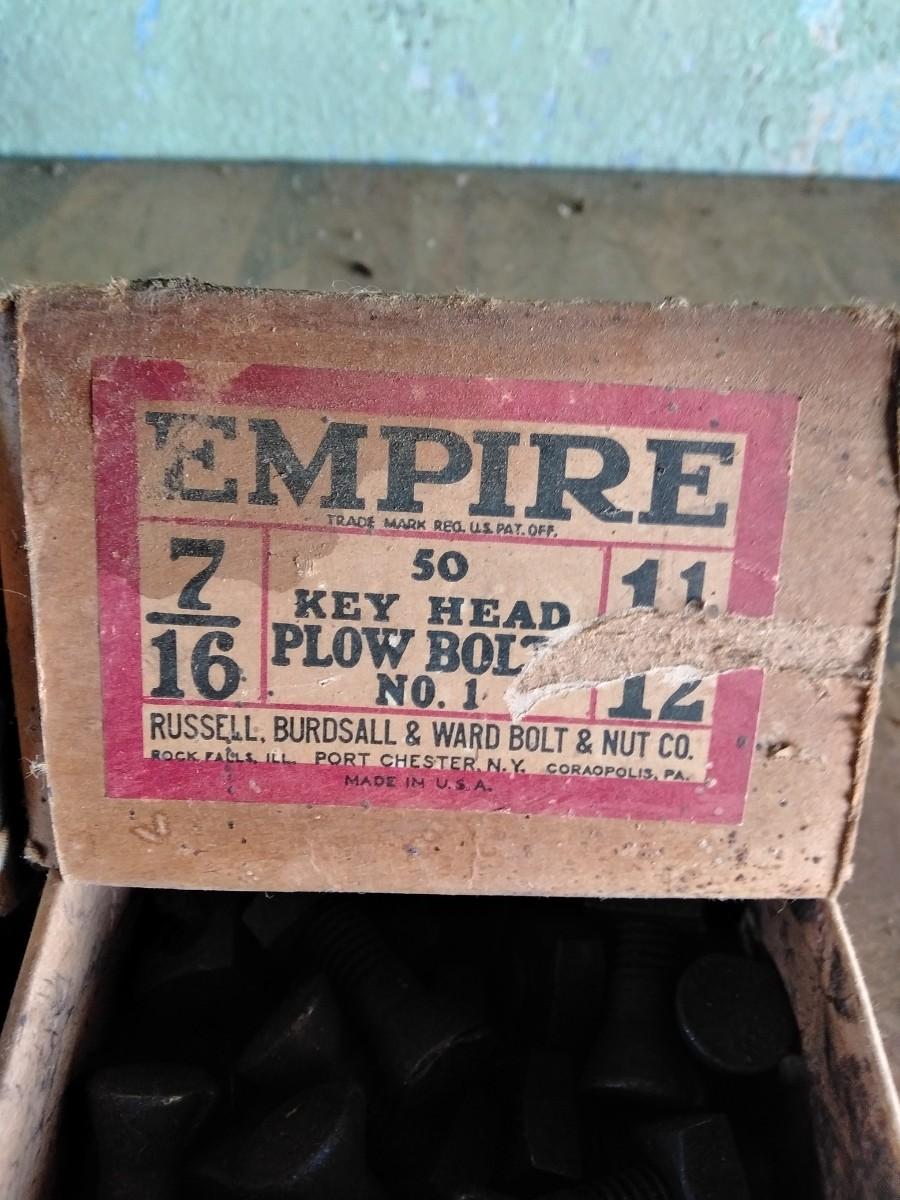 EMPIRE
TRADE MARK REG. U.S. PAT. OFF.
7
16
50
KEY HEAD
PLOW BOLT
NO. 1
12
RUSSELL, BURDSALL & WARD BOLT & NUT CO.
ROCK FALLS, ILL. PORT CHESTER, N.Y. CORAOPOLIS, PA.
MADE IN U.S.A.